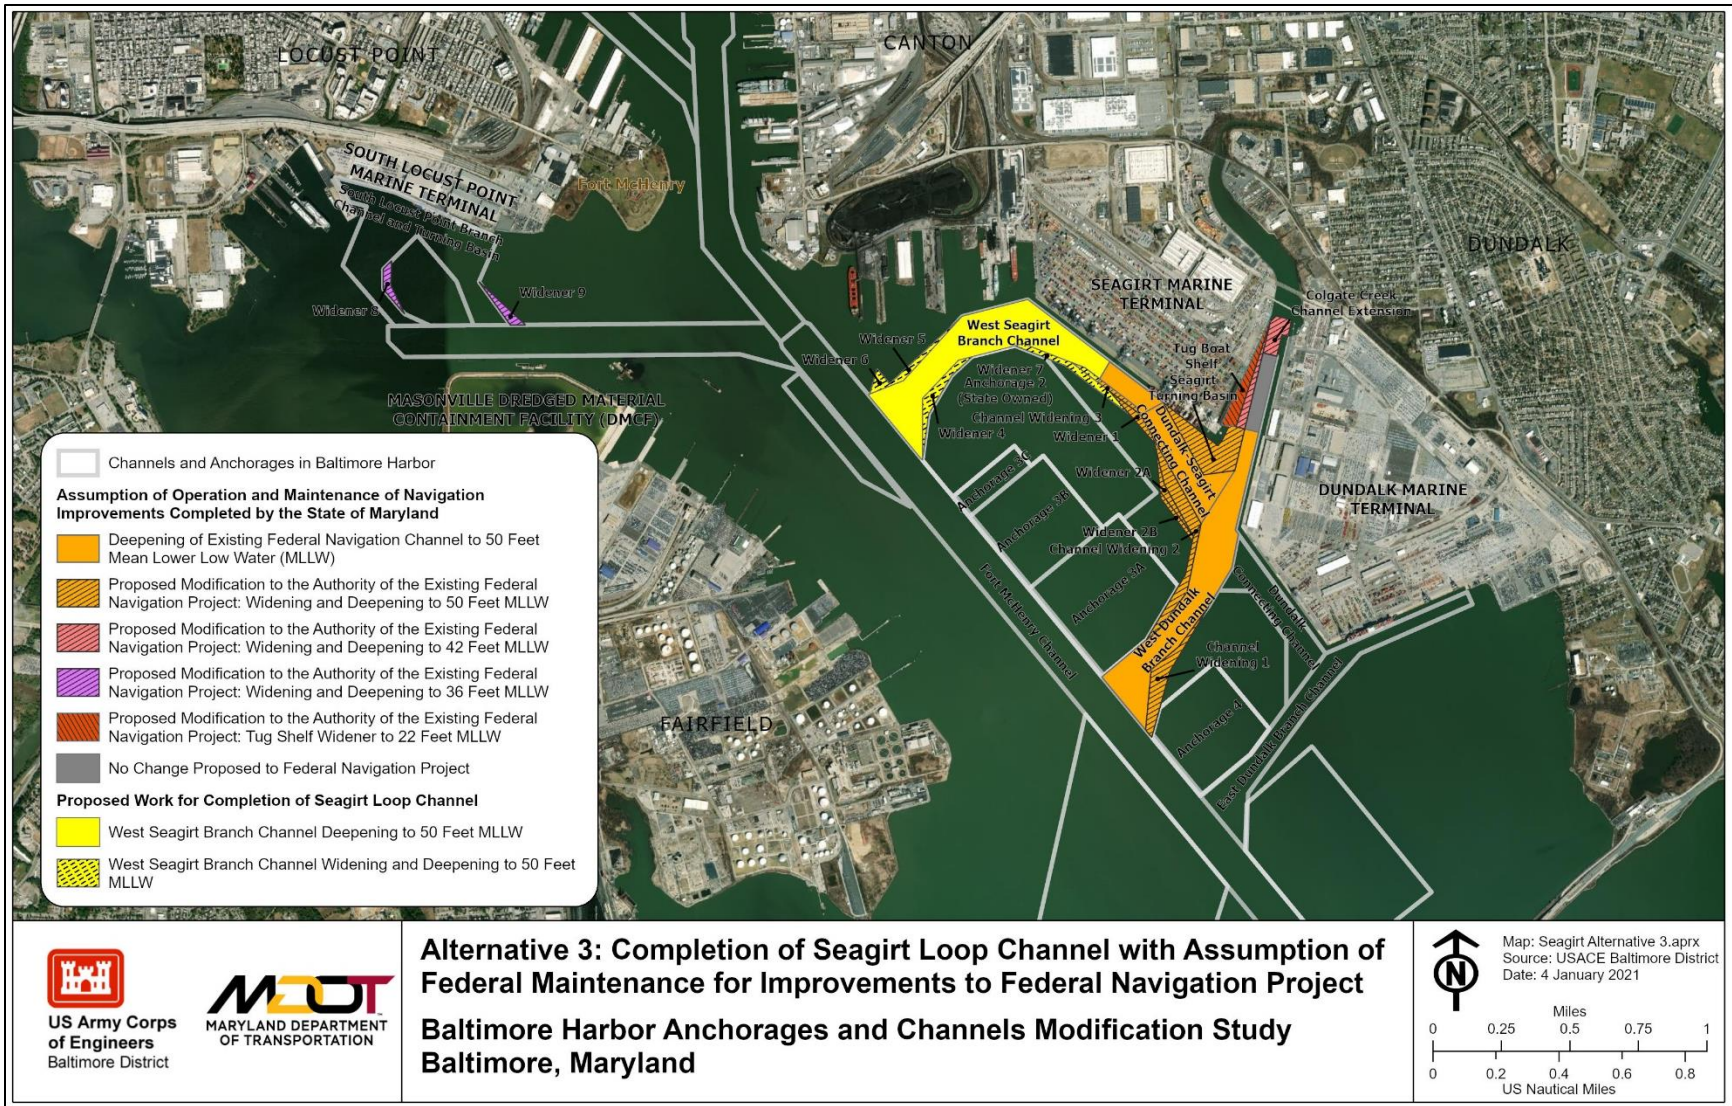 LOCUST POINT
CANTON
SOUTH LOCUST POINT
MARINE TERMINAL
South Locust Point Branch
Channel and Turning Basin
Fort McHenry
DUNDALK
Widener 8
Widener 9
SEAGIRT MARINE
TERMINAL
Colgate Creek
Channel Extension
West Seagirt
Branch Channel
Widener 5
Widener 6
Widener 7
Anchorage 2
(State Owned)
Tug Boat
Shelf
Seagirt
Turning Basin
MASONVILLE DREDGED MATERIAL
CONTAINMENT FACILITY (DMCF)
Channel Widening 3
Widener 4
Widener 1
Dundalk-Seagirt
Connecting Channel
Anchorage 3C
Anchorage 3B
Widener 2A
DUNDALK MARINE
TERMINAL
Widener 2B
Channel Widening 2
Anchorage 3A
Fort McHenry Channel
West Dundalk
Branch Channel
Dundalk
Connecting Channel
Channel
Widening 1
Anchorage 4
East Dundalk Branch Channel
FAIRFIELD
Channels and Anchorages in Baltimore Harbor
Assumption of Operation and Maintenance of Navigation
Improvements Completed by the State of Maryland
Deepening of Existing Federal Navigation Channel to 50 Feet
Mean Lower Low Water (MLLW)
Proposed Modification to the Authority of the Existing Federal
Navigation Project: Widening and Deepening to 50 Feet MLLW
Proposed Modification to the Authority of the Existing Federal
Navigation Project: Widening and Deepening to 42 Feet MLLW
Proposed Modification to the Authority of the Existing Federal
Navigation Project: Widening and Deepening to 36 Feet MLLW
Proposed Modification to the Authority of the Existing Federal
Navigation Project: Tug Shelf Widener to 22 Feet MLLW
No Change Proposed to Federal Navigation Project
Proposed Work for Completion of Seagirt Loop Channel
West Seagirt Branch Channel Deepening to 50 Feet MLLW
West Seagirt Branch Channel Widening and Deepening to 50 Feet
MLLW
US Army Corps
of Engineers
Baltimore District
MDOT
MARYLAND DEPARTMENT
OF TRANSPORTATION
Alternative 3: Completion of Seagirt Loop Channel with Assumption of
Federal Maintenance for Improvements to Federal Navigation Project
Baltimore Harbor Anchorages and Channels Modification Study
Baltimore, Maryland
N
Map: Seagirt Alternative 3.aprx
Source: USACE Baltimore District
Date: 4 January 2021
Miles
0 0.25 0.5 0.75 1
0 0.2 0.4 0.6 0.8
US Nautical Miles